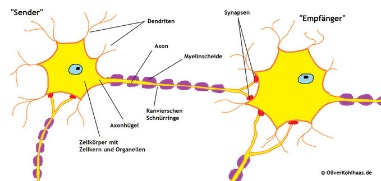 "Sender"
Dendriten
Synapsen
"Empfänger"
Axon
Myelinscheide
Ranvierschen
Schnürringe
Axonhügel
Zellkörper mit
Zellkern und Organellen
© OliverKohlhaas.de